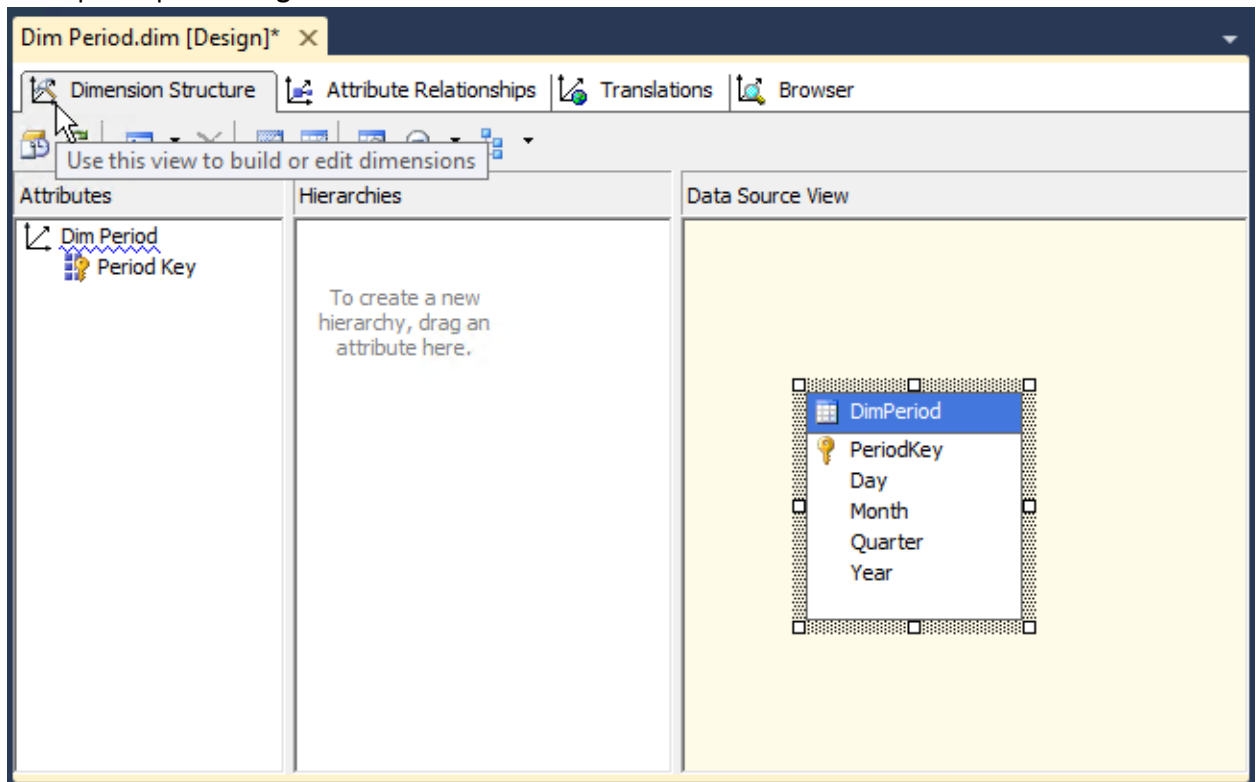 Dim Period.dim [Design]*
Dimension Structure Attribute Relationships Translations Browser
Use this view to build or edit dimensions
Attributes Hierarchies Data Source View
Dim Period
Period Key
To create a new
hierarchy, drag an
attribute here.
DimPeriod
PeriodKey
Day
Month
Quarter
Year